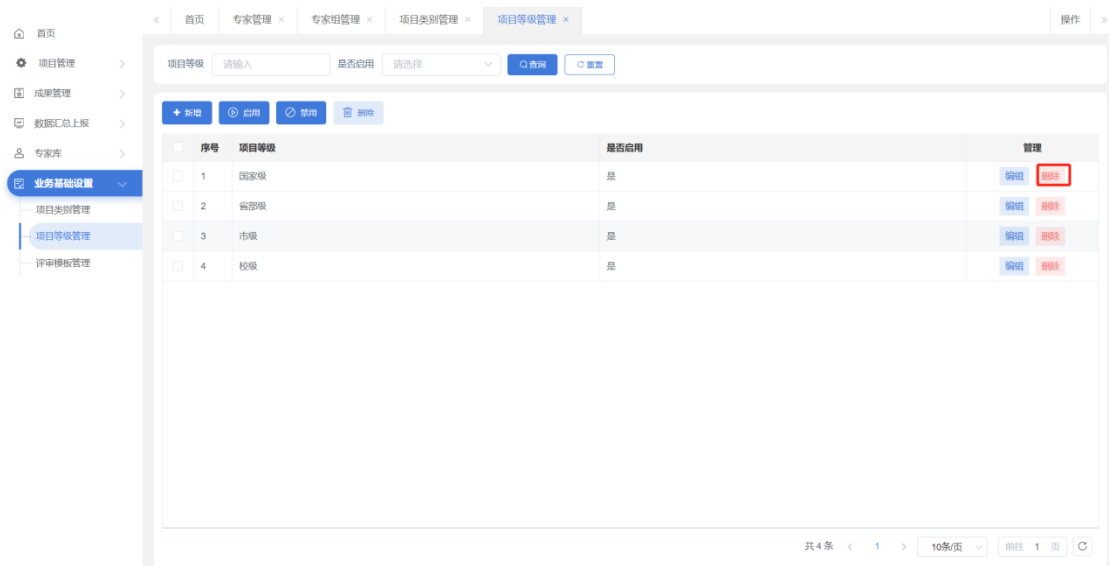 首页 专家管理 × 专家组管理 × 项目类别管理 × 项目等级管理 × 操作
首页
项目管理
成果管理
数据汇总上报
专家库
业务基础设置
项目类别管理
项目等级管理
评审模板管理
项目等级 请输入 是否启用 请选择 查询 重置
+ 新增 启用 禁用 删除
序号 项目等级 是否启用 管理
1 国家级 是 编辑 删除
2 省部级 是 编辑 删除
3 市级 是 编辑 删除
4 校级 是 编辑 删除
共 4 条 1 10条/页 前往 1 页